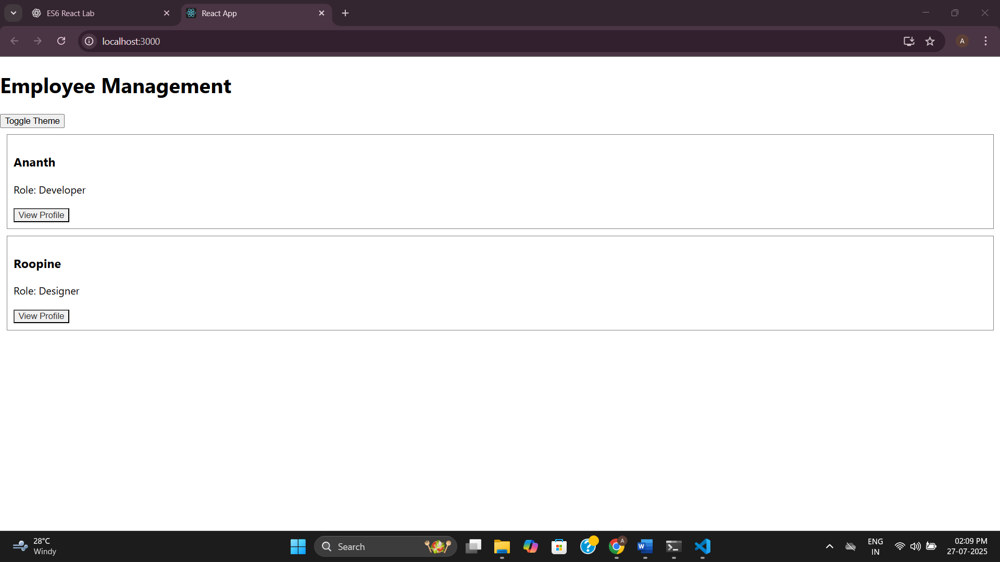 ES6 React Lab
React App
localhost:3000
A
Employee Management
Toggle Theme
Ananth
Role: Developer
View Profile
Roopine
Role: Designer
View Profile
28°C
Windy
Search
A
W
ENG
IN
02:09 PM
27-07-2025